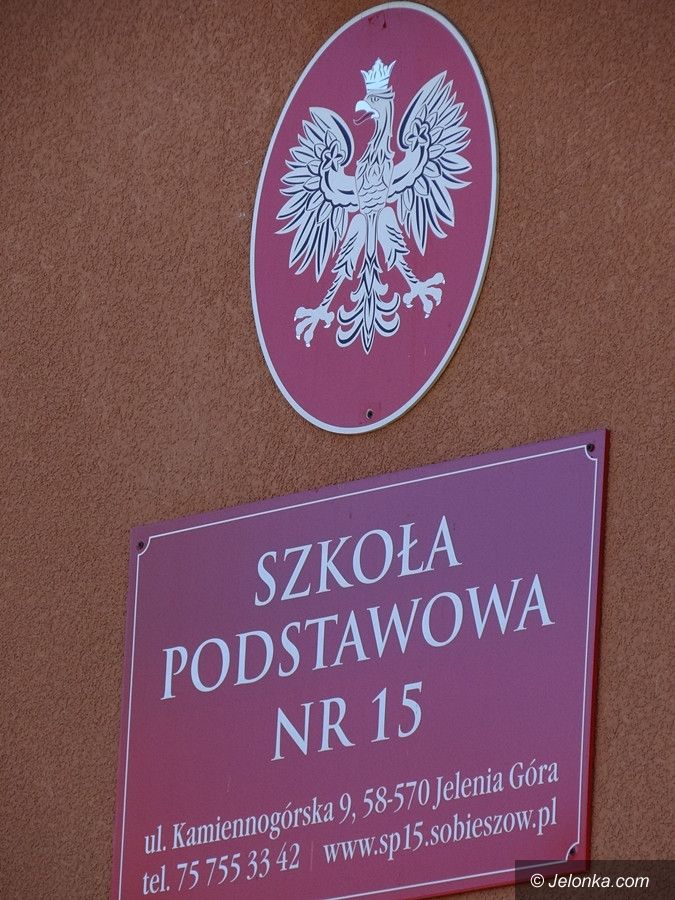 SZKOŁA
PODSTAWOWA
NR 15
ul. Kamiennogórska 9, 58-570 Jelenia Góra
tel. 75 755 33 42 | www.sp15.sobieszow.pl
© Jelonka.com